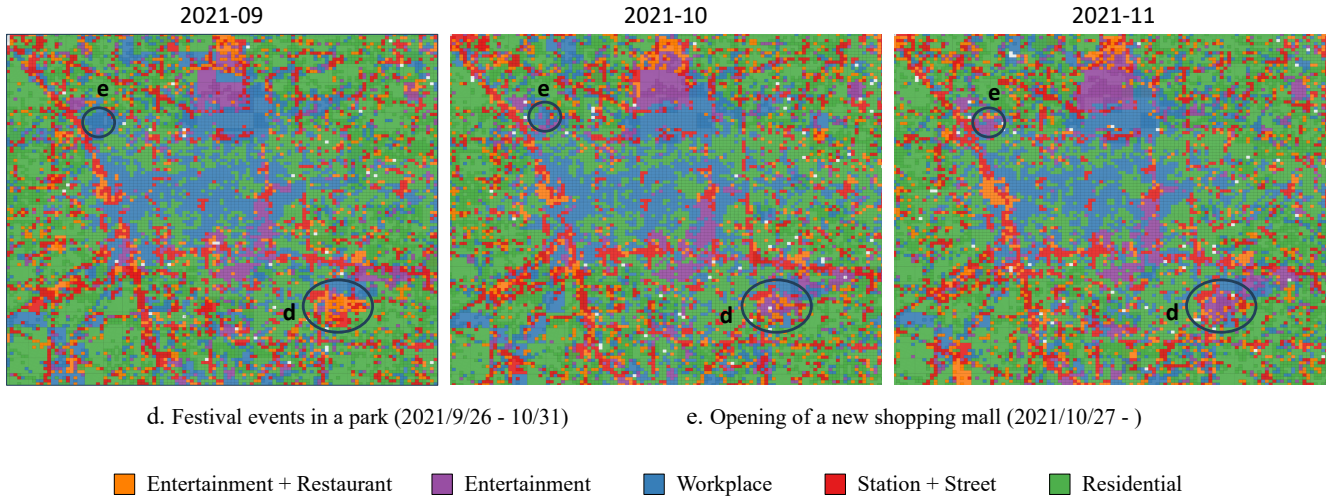 2021-09 2021-10 2021-11
e e e
d d d
d. Festival events in a park (2021/9/26 - 10/31) e. Opening of a new shopping mall (2021/10/27 - )
Entertainment + Restaurant Entertainment Workplace Station + Street Residential